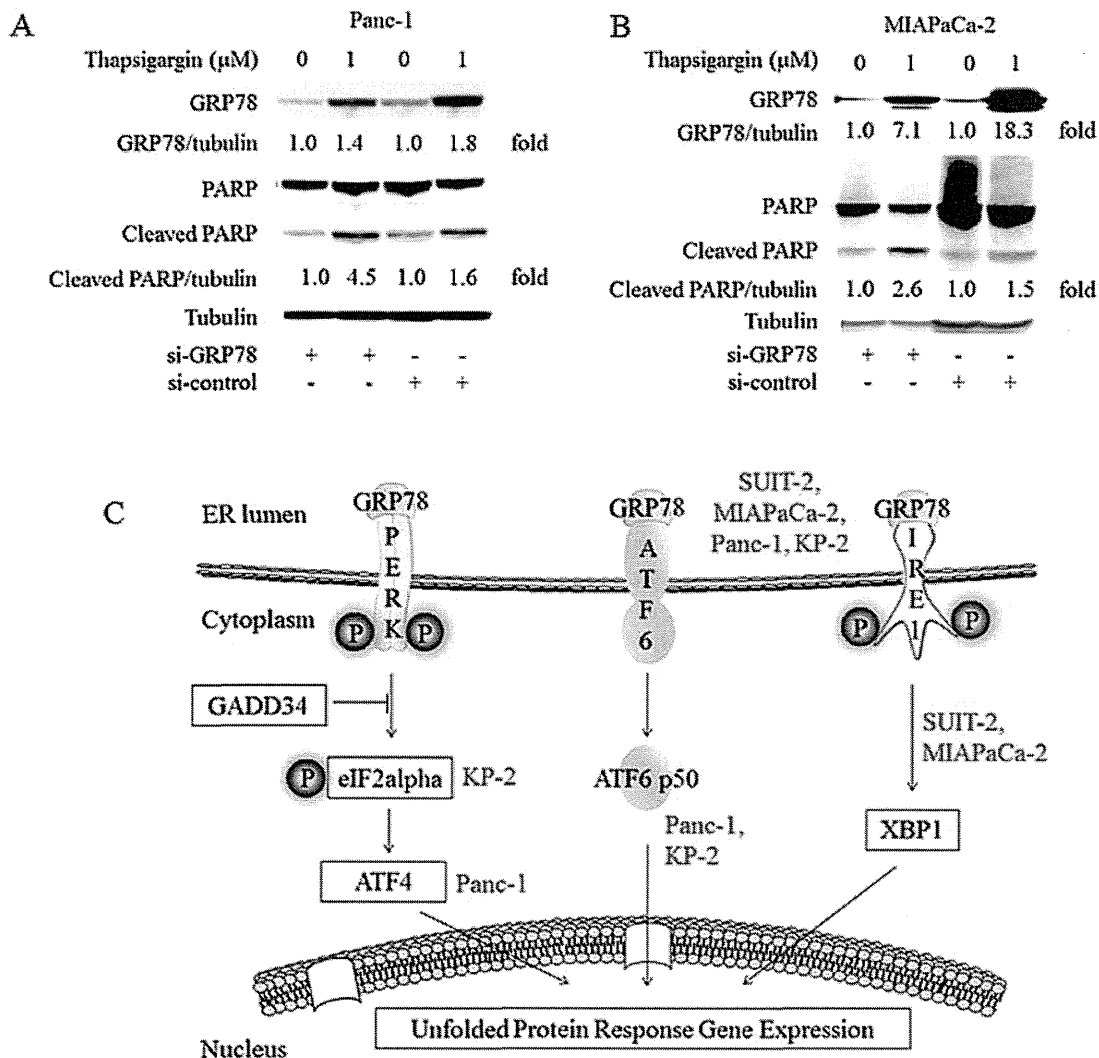 A
Panc-1
Thapsigargin (µM) 0 1 0 1
GRP78
GRP78/tubulin 1.0 1.4 1.0 1.8 fold
PARP
Cleaved PARP
Cleaved PARP/tubulin 1.0 4.5 1.0 1.6 fold
Tubulin
si-GRP78 + + - -
si-control - - + +
B
MIAPaCa-2
Thapsigargin (µM) 0 1 0 1
GRP78
GRP78/tubulin 1.0 7.1 1.0 18.3 fold
PARP
Cleaved PARP
Cleaved PARP/tubulin 1.0 2.6 1.0 1.5 fold
Tubulin
si-GRP78 + + - -
si-control - - + +
C
ER lumen
Cytoplasm
GRP78
PERK
P P
GADD34
P eIF2alpha KP-2
ATF4 Panc-1
GRP78
ATF6
ATF6 p50
Panc-1,
KP-2
SUIT-2,
MIAPaCa-2,
Panc-1, KP-2
GRP78
IRE1
P P
SUIT-2,
MIAPaCa-2
XBP1
Unfolded Protein Response Gene Expression
Nucleus